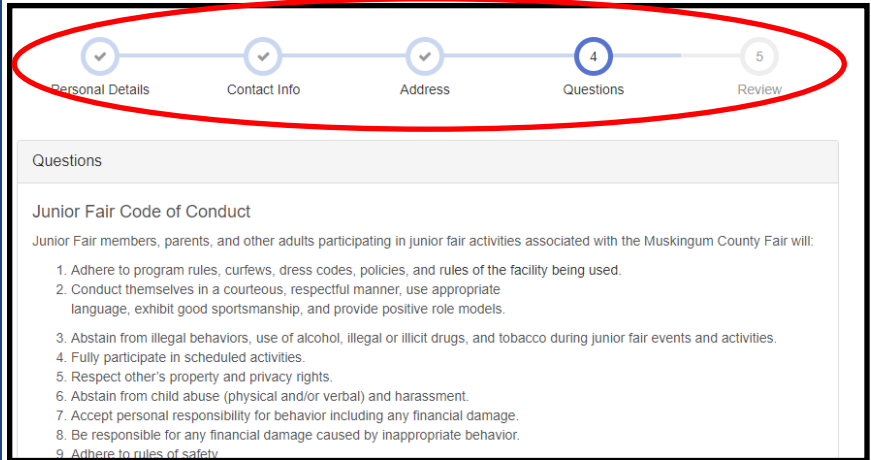 4 5
Personal Details Contact Info Address Questions Review
Questions
Junior Fair Code of Conduct
Junior Fair members, parents, and other adults participating in junior fair activities associated with the Muskingum County Fair will:
1. Adhere to program rules, curfews, dress codes, policies, and rules of the facility being used.
2. Conduct themselves in a courteous, respectful manner, use appropriate
language, exhibit good sportsmanship, and provide positive role models.
3. Abstain from illegal behaviors, use of alcohol, illegal or illicit drugs, and tobacco during junior fair events and activities.
4. Fully participate in scheduled activities.
5. Respect other's property and privacy rights.
6. Abstain from child abuse (physical and/or verbal) and harassment.
7. Accept personal responsibility for behavior including any financial damage.
8. Be responsible for any financial damage caused by inappropriate behavior.
9. Adhere to rules of safety.